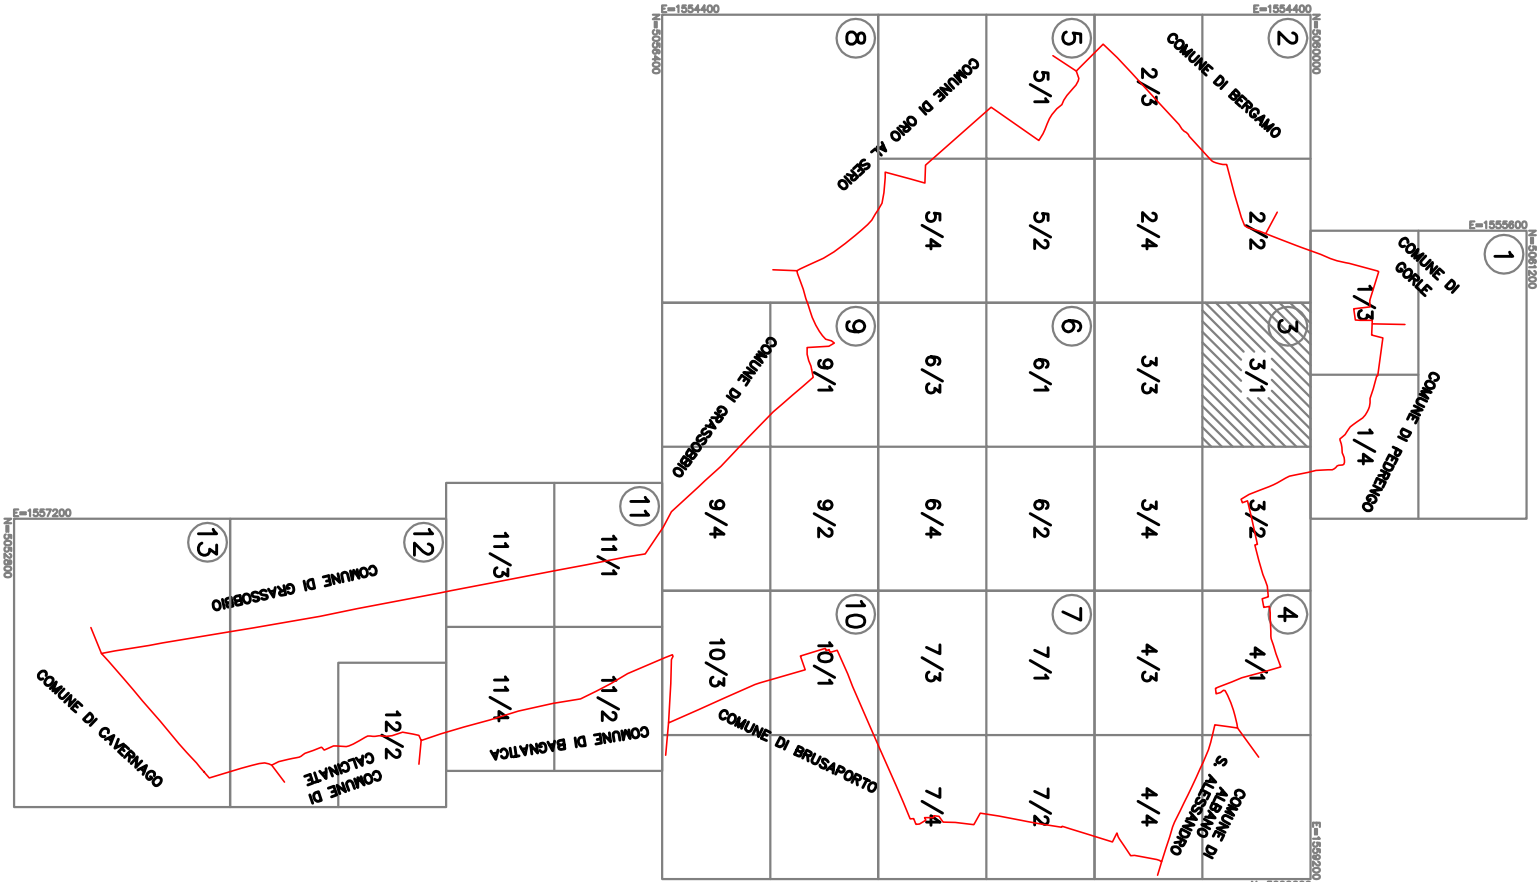 N=5061200
E=1555600
1
COMUNE DI
GORLE
1/3
COMUNE DI PEDRENGO
1/4
E=1554400
N=5060000
2
COMUNE DI BERGAMO
2/2
2/3
2/4
3
3/1
3/2
3/3
3/4
4
4/1
4/3
4/4
COMUNE DI
ALBANO
S. ALESSANDRO
E=1559200
5
5/1
5/2
5/4
COMUNE DI ORIO AL SERIO
6
6/1
6/2
6/3
6/4
7
7/1
7/2
7/3
7/4
E=1554400
N=5056400
8
9
9/1
9/2
9/4
COMUNE DI GRASSOBBIO
10
10/1
10/3
COMUNE DI BRUSAPORTO
11
11/1
11/2
11/3
11/4
COMUNE DI BAGNATICA
12
12/2
COMUNE DI GRASSOBBIO
COMUNE DI
CALCINATE
13
COMUNE DI CAVERNAGO
E=1557200
N=5052800